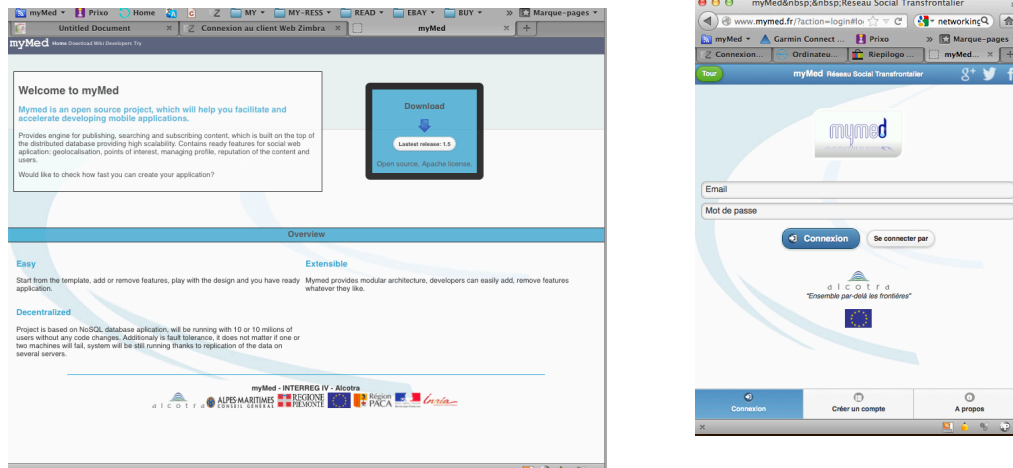 myMed Prixo Home Z MY MY-RESS READ EBAY BUY » Marque-pages
Untitled Document × Z Connexion au client Web Zimbra × myMed × +
myMed Home Download Wiki Developers Try
Welcome to myMed
Mymed is an open source project, which will help you facilitate and
accelerate developing mobile applications.
Provides engine for publishing, searching and subscribing content, which is built on the top of
the distributed database providing high scalability. Contains ready features for social web
aplication: geolocalisation, points of interest, managing profile, reputation of the content and
users.
Would like to check how fast you can create your application?
Download
Lastest release: 1.5
Open source, Apache license.
Overview
Easy
Start from the template, add or remove features, play with the design and you have ready
application.
Extensible
Mymed provides modular architecture, developers can easily add, remove features
whatever they like.
Decentralized
Project is based on NoSQL database aplication, will be running with 10 or 10 milions of
users without any code changes. Additionaly is fault tolerance, it does not matter if one or
two machines will fail, system will be still running thanks to replication of the data on
several servers.
myMed - INTERREG IV - Alcotra
alcotra ALPES-MARITIMES CONSEIL GENERAL REGIONE PIEMONTE Région PACA Inria
myMed&nbsp;&nbsp;Réseau Social Transfrontalier
www.mymed.fr/?action=login#lo networking
myMed Garmin Connect ... Prixo » Marque-pages
Z Connexion... Ordinateu... Riepilogo ... myMed... × +
Tour myMed Réseau Social Transfrontalier g+ f
mymed
Email
Mot de passe
Connexion Se connecter par
alcotra
"Ensemble par-delà les frontières"
Connexion Créer un compte A propos
×